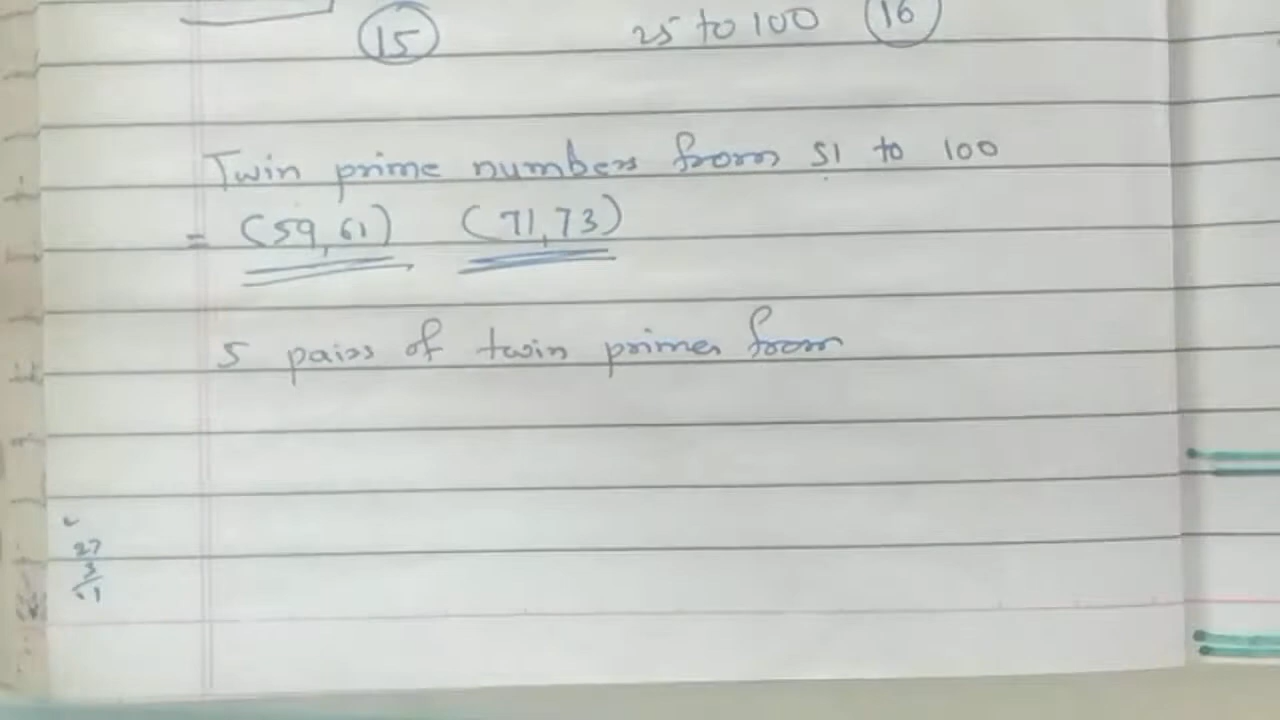 15 25 to 100 16
Twin prime numbers from 51 to 100
= (59,61) (71,73)
5 pairs of twin primes from
27
3